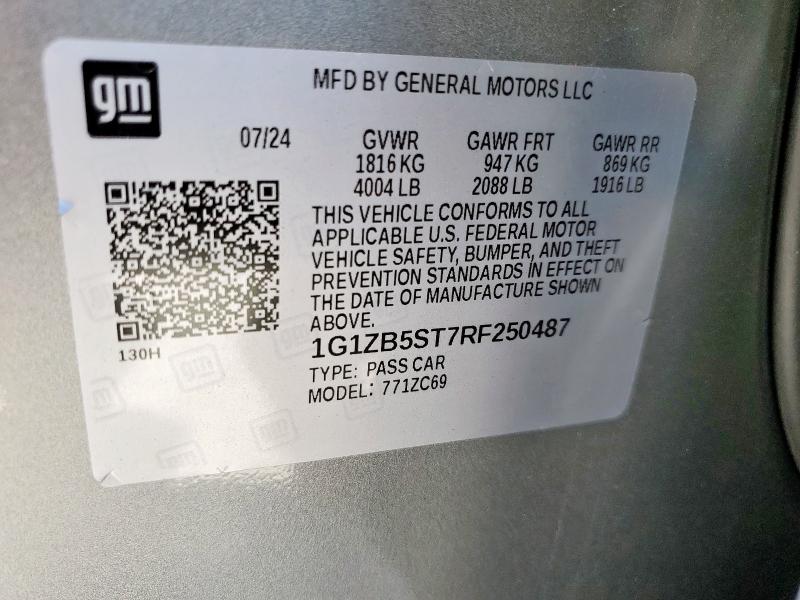 gm
MFD BY GENERAL MOTORS LLC
07/24 GVWR GAWR FRT GAWR RR
1816 KG 947 KG 869 KG
4004 LB 2088 LB 1916 LB
THIS VEHICLE CONFORMS TO ALL
APPLICABLE U.S. FEDERAL MOTOR
VEHICLE SAFETY, BUMPER, AND THEFT
PREVENTION STANDARDS IN EFFECT ON
THE DATE OF MANUFACTURE SHOWN
ABOVE.
130H
1G1ZB5ST7RF250487
TYPE: PASS CAR
MODEL: 771ZC69